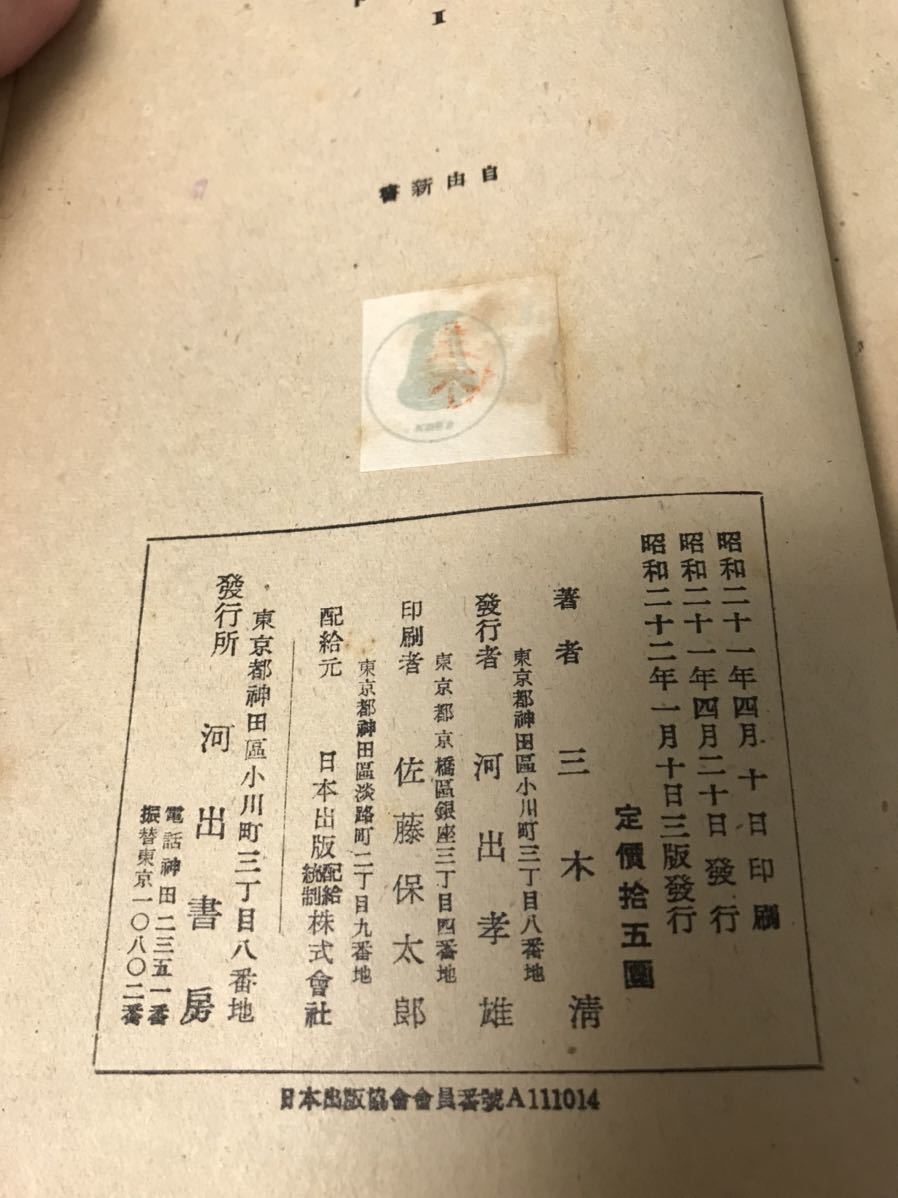 II
自由新書
昭和二十一年四月 十 日 印 刷
昭和二十一年四月二十日 發 行
昭和二十二年一月十日三版發行
定價拾五圓
著者 三木淸
東京都神田區小川町三丁目八番地
發行者 河出孝雄
東京都京橋區銀座三丁目四番地
印刷者 佐藤保太郎
東京都神田區淡路町二丁目九番地
配給元 日本出版配給統制株式會社
東京都神田區小川町三丁目八番地
發行所 河出書房
電話神田二三五一番
振替東京一〇八〇二番
日本出版協會會員番號A111014